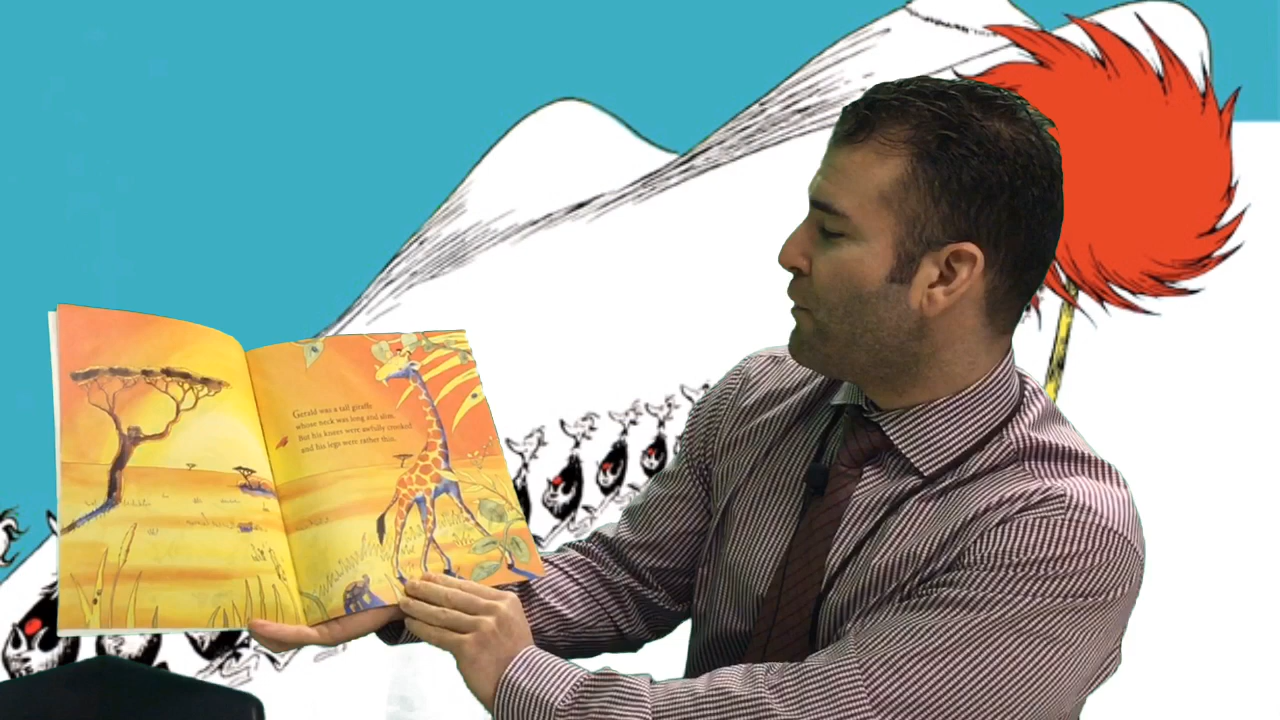 Gerald was a tall giraffe
whose neck was long and slim.
But his knees were awfully crooked
and his legs were rather thin.